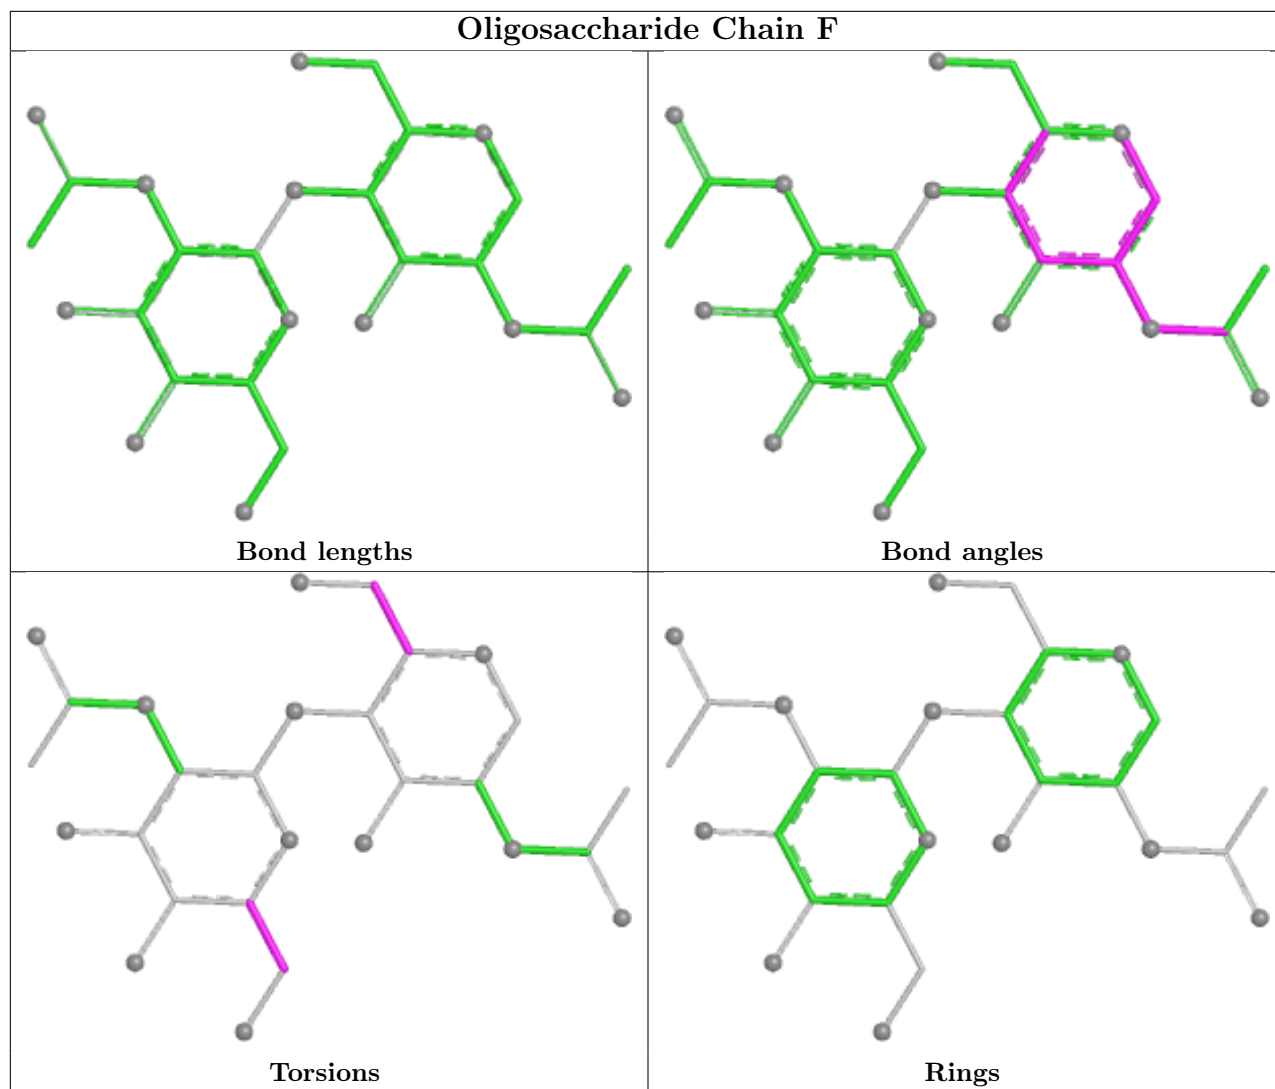 Oligosaccharide Chain F
Bond lengths
Bond angles
Torsions
Rings